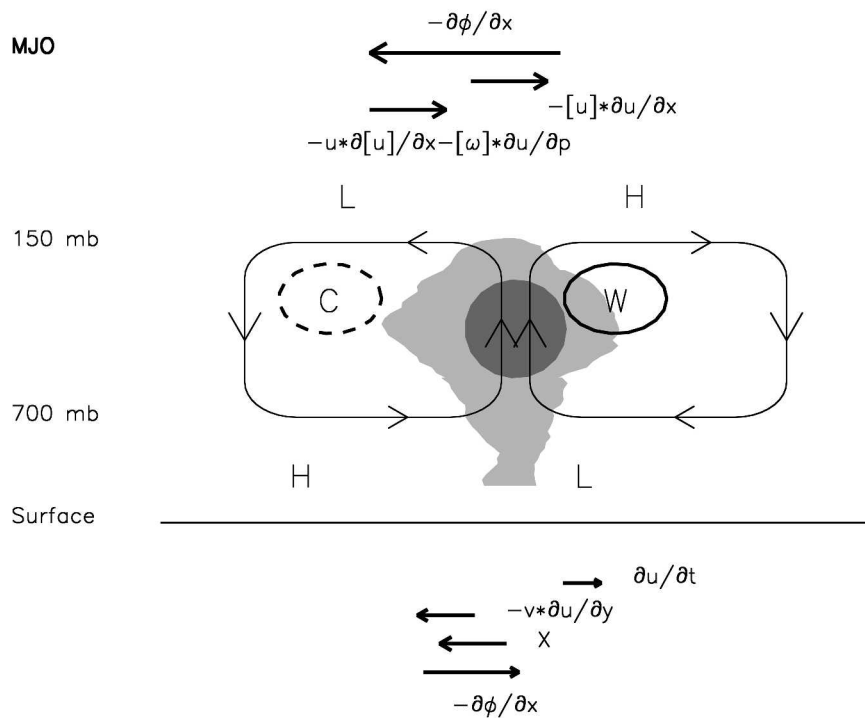 MJO
-∂ϕ/∂x
-[u]*∂u/∂x
-u*∂[u]/∂x-[ω]*∂u/∂p
L H
150 mb
C W
700 mb
H L
Surface
∂u/∂t
-v*∂u/∂y
X
-∂ϕ/∂x